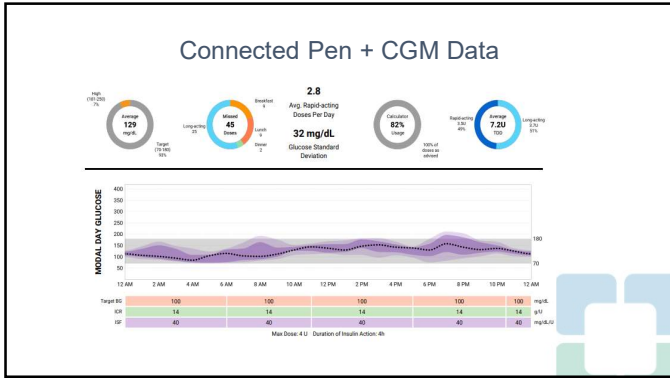 Connected Pen + CGM Data
High
(181-250)
7%
Average
129
mg/dL
Target
(70-180)
93%
Long-acting
25
Missed
45
Doses
Breakfast
9
Lunch
9
Dinner
2
2.8
Avg. Rapid-acting
Doses Per Day
32 mg/dL
Glucose Standard
Deviation
Calculator
82%
Usage
100% of
doses as
advised
Rapid-acting
3.5U
49%
Average
7.2U
TDD
Long-acting
3.7U
51%
MODAL DAY GLUCOSE
400
350
300
250
200
150
100
50
180
70
12 AM 2 AM 4 AM 6 AM 8 AM 10 AM 12 PM 2 PM 4 PM 6 PM 8 PM 10 PM 12 AM
Target BG 100 100 100 100 100 mg/dL
ICR 14 14 14 14 14 g/U
ISF 40 40 40 40 40 mg/dL/U
Max Dose: 4 U Duration of Insulin Action: 4h